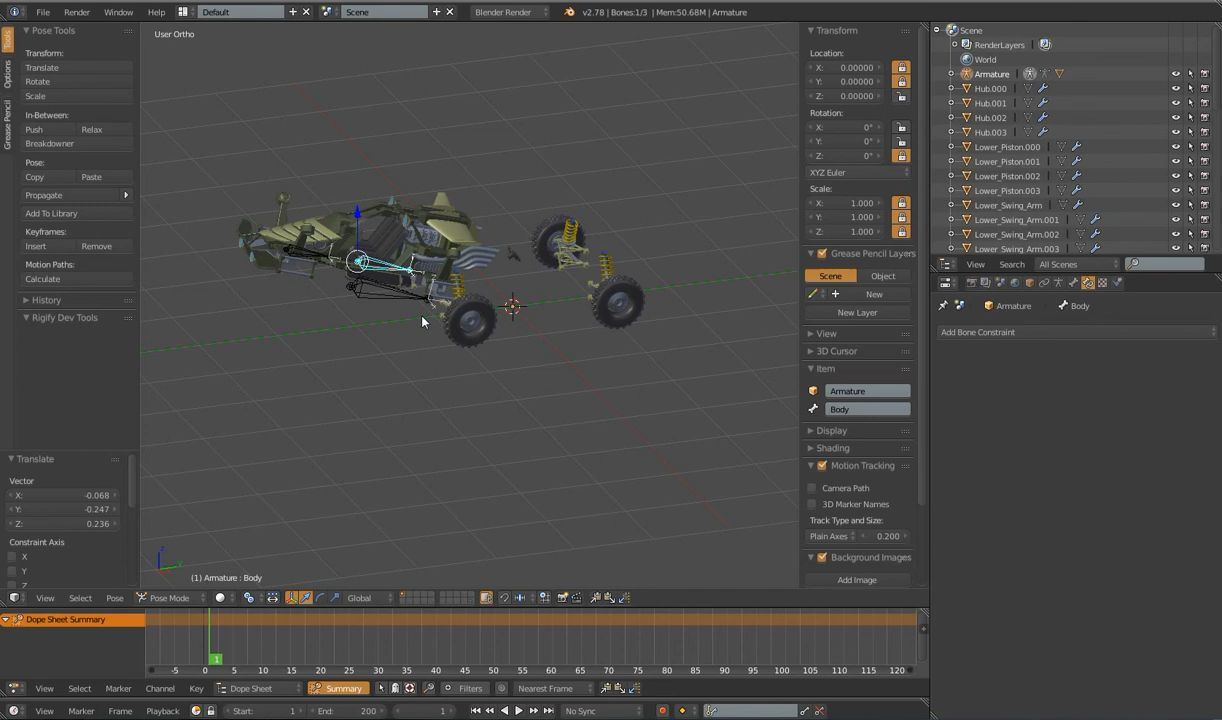 File Render Window Help Default Scene Blender Render v2.78 | Bones:1/3 | Mem:50.68M | Armature
Tools
Options
Grease Pencil
Pose Tools
Transform:
Translate
Rotate
Scale
In-Between:
Push Relax
Breakdowner
Pose:
Copy Paste
Propagate
Add To Library
Keyframes:
Insert Remove
Motion Paths:
Calculate
History
Rigify Dev Tools
Translate
Vector
X: -0.068
Y: -0.247
Z: 0.236
Constraint Axis
X
Y
User Ortho
(1) Armature : Body
View Select Pose Pose Mode Global
Transform
Location:
X: 0.00000
Y: 0.00000
Z: 0.00000
Rotation:
X: 0°
Y: 0°
Z: 0°
XYZ Euler
Scale:
X: 1.000
Y: 1.000
Z: 1.000
Grease Pencil Layers
Scene Object
New
New Layer
View
3D Cursor
Item
Armature
Body
Display
Shading
Motion Tracking
Camera Path
3D Marker Names
Track Type and Size:
Plain Axes 0.200
Background Images
Add Image
Scene
RenderLayers
World
Armature
Hub.000
Hub.001
Hub.002
Hub.003
Lower_Piston.000
Lower_Piston.001
Lower_Piston.002
Lower_Piston.003
Lower_Swing_Arm
Lower_Swing_Arm.001
Lower_Swing_Arm.002
Lower_Swing_Arm.003
View Search All Scenes
Armature Body
Add Bone Constraint
Dope Sheet Summary
1
-5 0 5 10 15 20 25 30 35 40 45 50 55 60 65 70 75 80 85 90 95 100 105 110 115 120
View Select Marker Channel Key Dope Sheet Summary Filters Nearest Frame
View Marker Frame Playback Start: 1 End: 200 1 No Sync